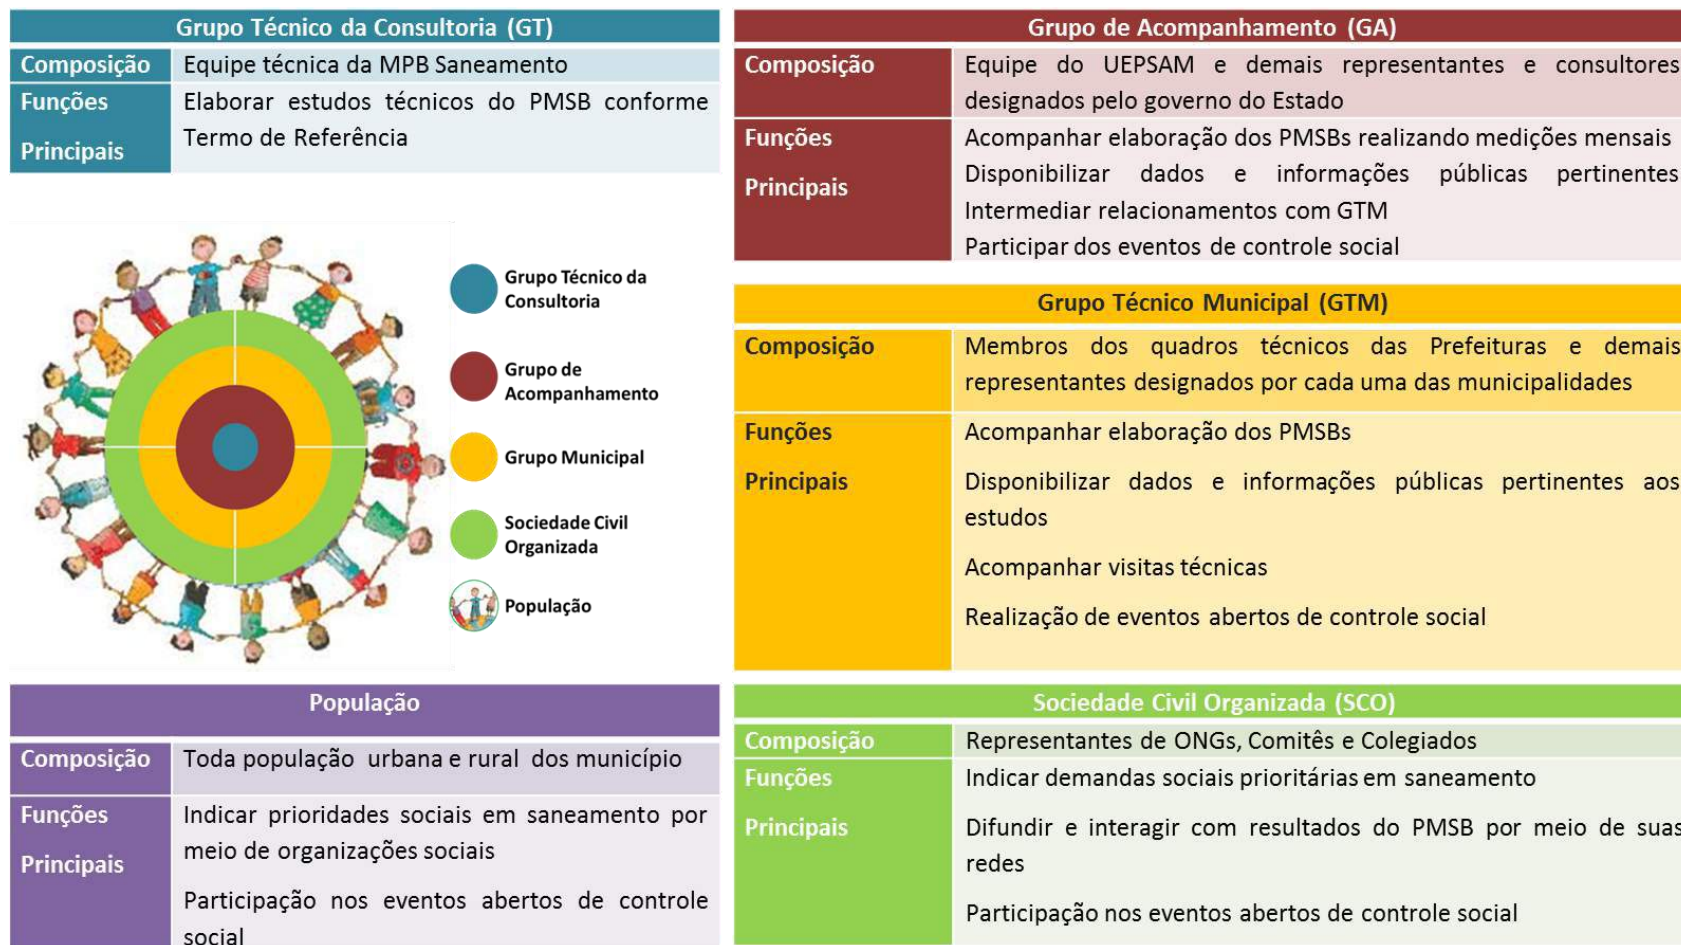 Grupo Técnico da Consultoria (GT)
Composição Equipe técnica da MPB Saneamento
Funções Principais
Elaborar estudos técnicos do PMSB conforme
Termo de Referência
Grupo de Acompanhamento (GA)
Composição
Equipe do UEPSAM e demais representantes e consultores
designados pelo governo do Estado
Funções Principais
Acompanhar elaboração dos PMSBs realizando medições mensais
Disponibilizar dados e informações públicas pertinentes
Intermediar relacionamentos com GTM
Participar dos eventos de controle social
Grupo Técnico da
Consultoria
Grupo de
Acompanhamento
Grupo Municipal
Sociedade Civil
Organizada
População
Grupo Técnico Municipal (GTM)
Composição
Membros dos quadros técnicos das Prefeituras e demais
representantes designados por cada uma das municipalidades
Funções Principais
Acompanhar elaboração dos PMSBs
Disponibilizar dados e informações públicas pertinentes aos
estudos
Acompanhar visitas técnicas
Realização de eventos abertos de controle social
População
Composição Toda população urbana e rural dos município
Funções Principais
Indicar prioridades sociais em saneamento por
meio de organizações sociais
Participação nos eventos abertos de controle
social
Sociedade Civil Organizada (SCO)
Composição Representantes de ONGs, Comitês e Colegiados
Funções Principais
Indicar demandas sociais prioritárias em saneamento
Difundir e interagir com resultados do PMSB por meio de suas
redes
Participação nos eventos abertos de controle social